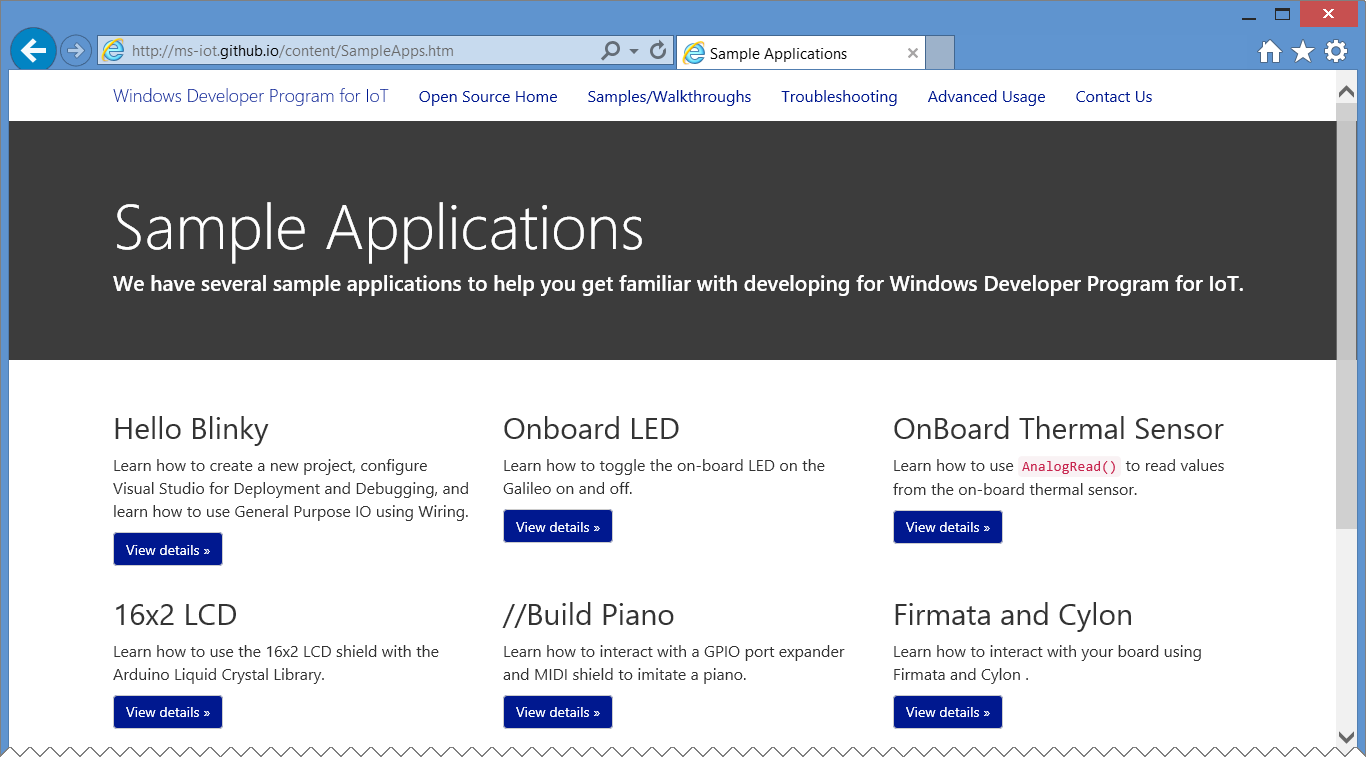 http://ms-iot.github.io/content/SampleApps.htm
Sample Applications
Windows Developer Program for IoT Open Source Home Samples/Walkthroughs Troubleshooting Advanced Usage Contact Us
Sample Applications
We have several sample applications to help you get familiar with developing for Windows Developer Program for IoT.
Hello Blinky
Learn how to create a new project, configure
Visual Studio for Deployment and Debugging, and
learn how to use General Purpose IO using Wiring.
View details »
Onboard LED
Learn how to toggle the on-board LED on the
Galileo on and off.
View details »
OnBoard Thermal Sensor
Learn how to use AnalogRead() to read values
from the on-board thermal sensor.
View details »
16x2 LCD
Learn how to use the 16x2 LCD shield with the
Arduino Liquid Crystal Library.
View details »
//Build Piano
Learn how to interact with a GPIO port expander
and MIDI shield to imitate a piano.
View details »
Firmata and Cylon
Learn how to interact with your board using
Firmata and Cylon .
View details »